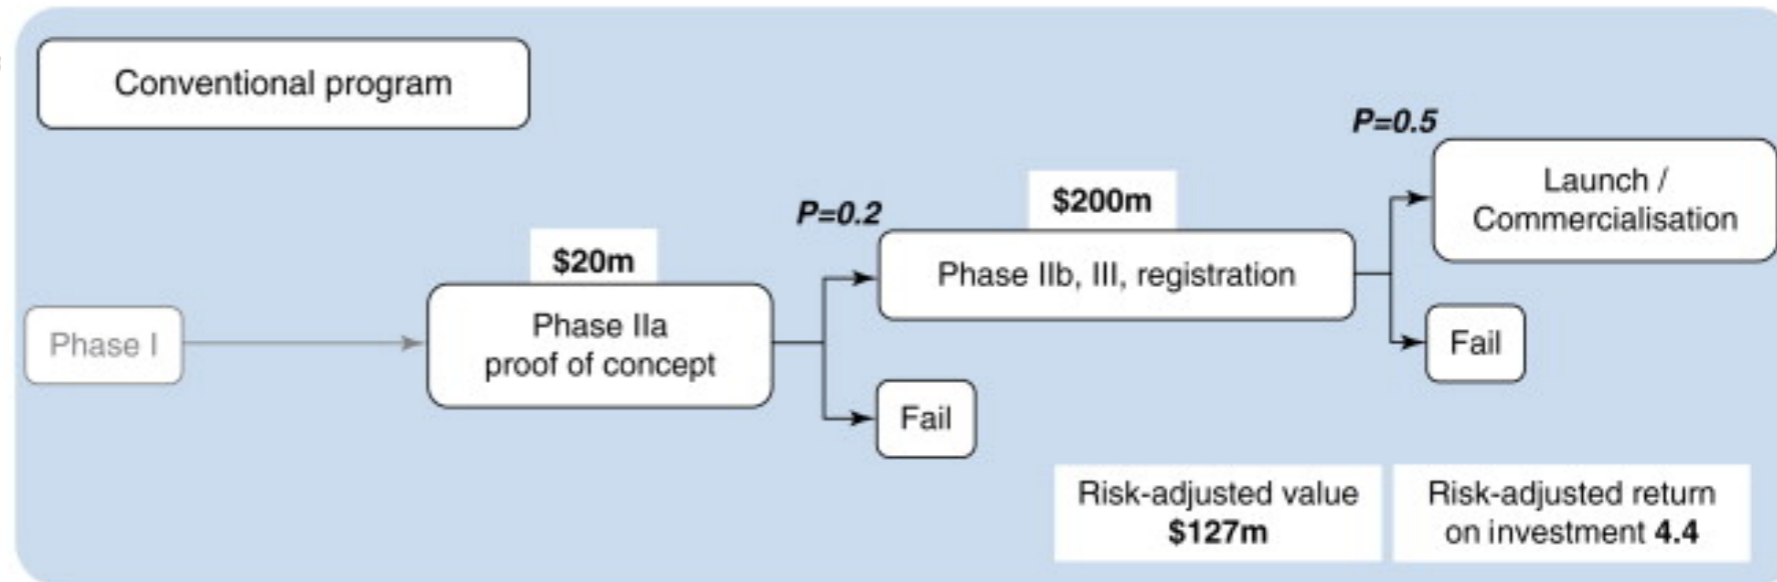 Conventional program
P=0.5
Launch /
Commercialisation
$200m
P=0.2
Phase IIb, III, registration
$20m
Phase IIa
proof of concept
Phase I
Fail
Fail
Risk-adjusted value
$127m
Risk-adjusted return
on investment 4.4